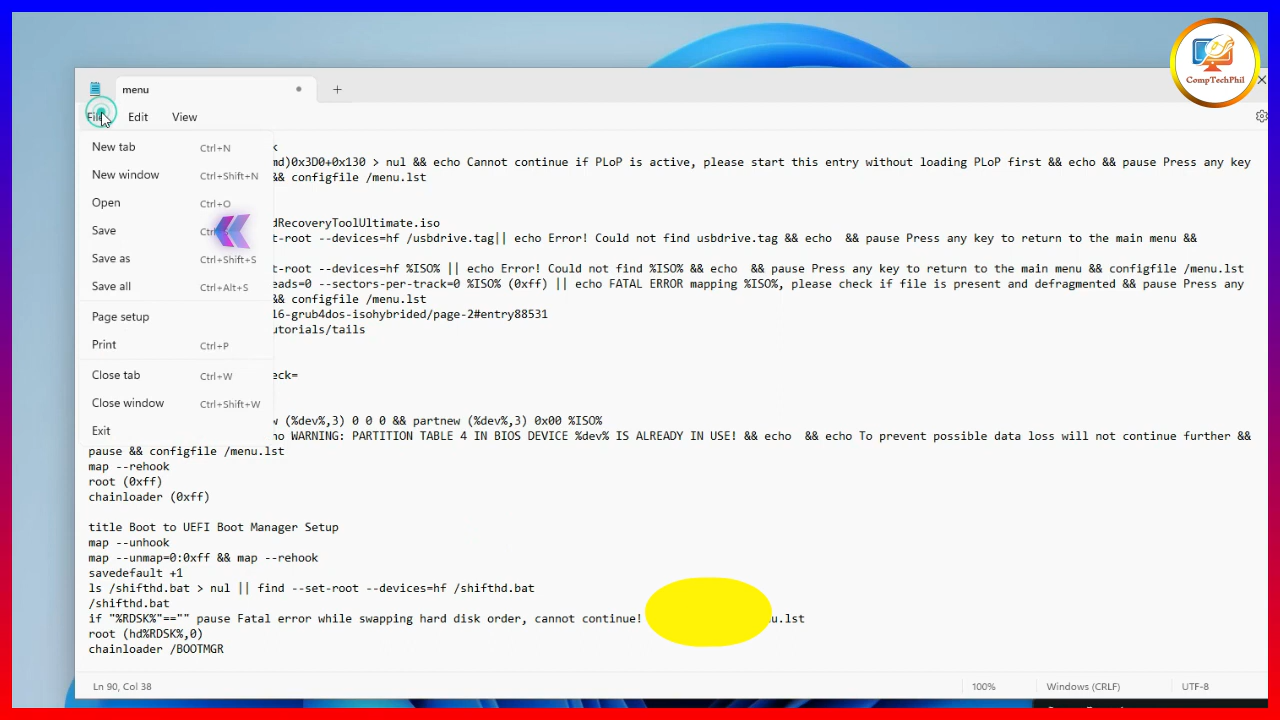 CompTechPhil
menu
File Edit View
New tab Ctrl+N
New window Ctrl+Shift+N
Open Ctrl+O
Save
Save as Ctrl+Shift+S
Save all Ctrl+Alt+S
Page setup
Print Ctrl+P
Close tab Ctrl+W
Close window Ctrl+Shift+W
Exit
md)0x3D0+0x130 > nul && echo Cannot continue if PLoP is active, please start this entry without loading PLoP first && echo && pause Press any key
&& configfile /menu.lst
dRecoveryToolUltimate.iso
t-root --devices=hf /usbdrive.tag|| echo Error! Could not find usbdrive.tag && echo  && pause Press any key to return to the main menu &&
t-root --devices=hf %ISO% || echo Error! Could not find %ISO% && echo  && pause Press any key to return to the main menu && configfile /menu.lst
eads=0 --sectors-per-track=0 %ISO% (0xff) || echo FATAL ERROR mapping %ISO%, please check if file is present and defragmented && pause Press any
&& configfile /menu.lst
16-grub4dos-isohybrided/page-2#entry88531
utorials/tails
eck=
w (%dev%,3) 0 0 0 && partnew (%dev%,3) 0x00 %ISO%
ho WARNING: PARTITION TABLE 4 IN BIOS DEVICE %dev% IS ALREADY IN USE! && echo  && echo To prevent possible data loss will not continue further &&
pause && configfile /menu.lst
map --rehook
root (0xff)
chainloader (0xff)
title Boot to UEFI Boot Manager Setup
map --unhook
map --unmap=0:0xff && map --rehook
savedefault +1
ls /shifthd.bat > nul || find --set-root --devices=hf /shifthd.bat
/shifthd.bat
if "%RDSK%"=="" pause Fatal error while swapping hard disk order, cannot continue! u.lst
root (hd%RDSK%,0)
chainloader /BOOTMGR
Ln 90, Col 38 100% Windows (CRLF) UTF-8